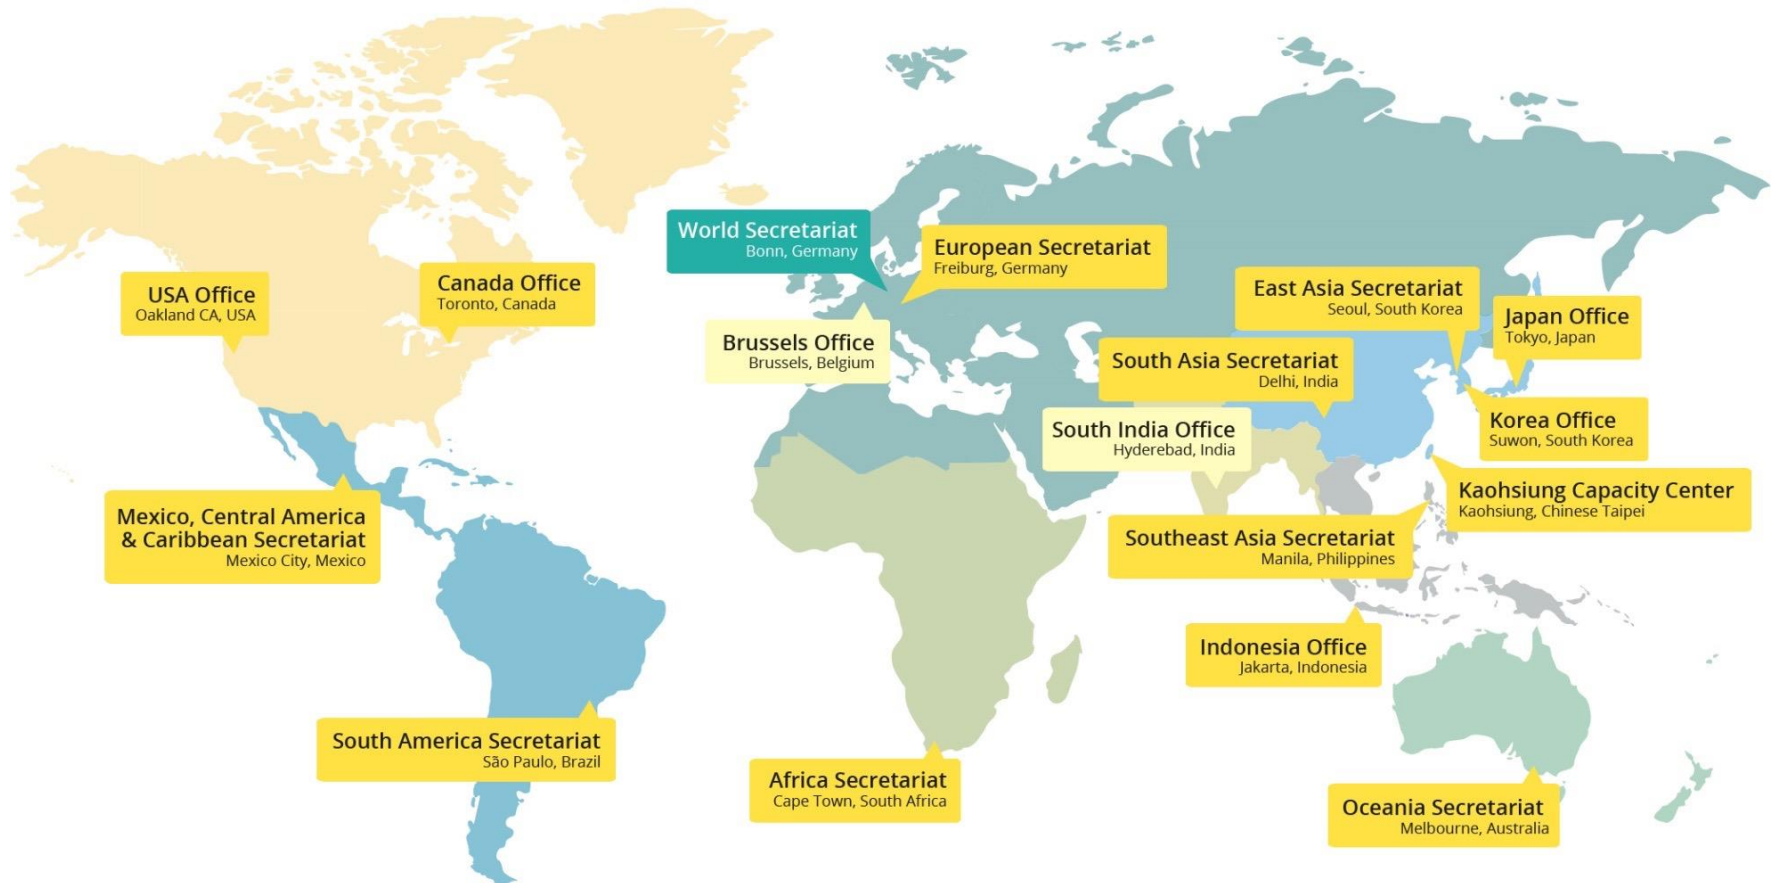 World Secretariat
Bonn, Germany
European Secretariat
Freiburg, Germany
USA Office
Oakland CA, USA
Canada Office
Toronto, Canada
East Asia Secretariat
Seoul, South Korea
Japan Office
Tokyo, Japan
Brussels Office
Brussels, Belgium
South Asia Secretariat
Delhi, India
Korea Office
Suwon, South Korea
South India Office
Hyderebad, India
Kaohsiung Capacity Center
Kaohsiung, Chinese Taipei
Mexico, Central America
& Caribbean Secretariat
Mexico City, Mexico
Southeast Asia Secretariat
Manila, Philippines
Indonesia Office
Jakarta, Indonesia
South America Secretariat
São Paulo, Brazil
Africa Secretariat
Cape Town, South Africa
Oceania Secretariat
Melbourne, Australia